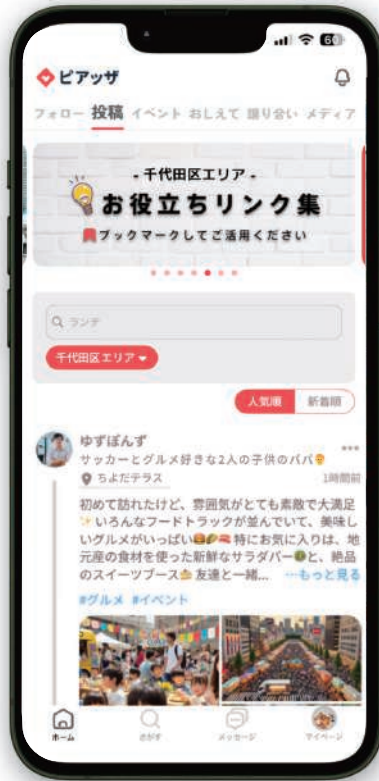 60
ピアッザ
フォロー 投稿 イベント おしえて 譲り合い メディア
- 千代田区エリア -
お役立ちリンク集
ブックマークしてご活用ください
ランチ
千代田区エリア
人気順 新着順
ゆずぽんず
サッカーとグルメ好きな2人の子供のパパ
ちよだテラス 1時間前
初めて訪れたけど、雰囲気がとても素敵で大満足
いろんなフードトラックが並んでいて、美味し
いグルメがいっぱい 特にお気に入りは、地
元産の食材を使った新鮮なサラダバーと、絶品
のスイーツブース 友達と一緒... …もっと見る
#グルメ #イベント
ホーム さがす メッセージ マイページ